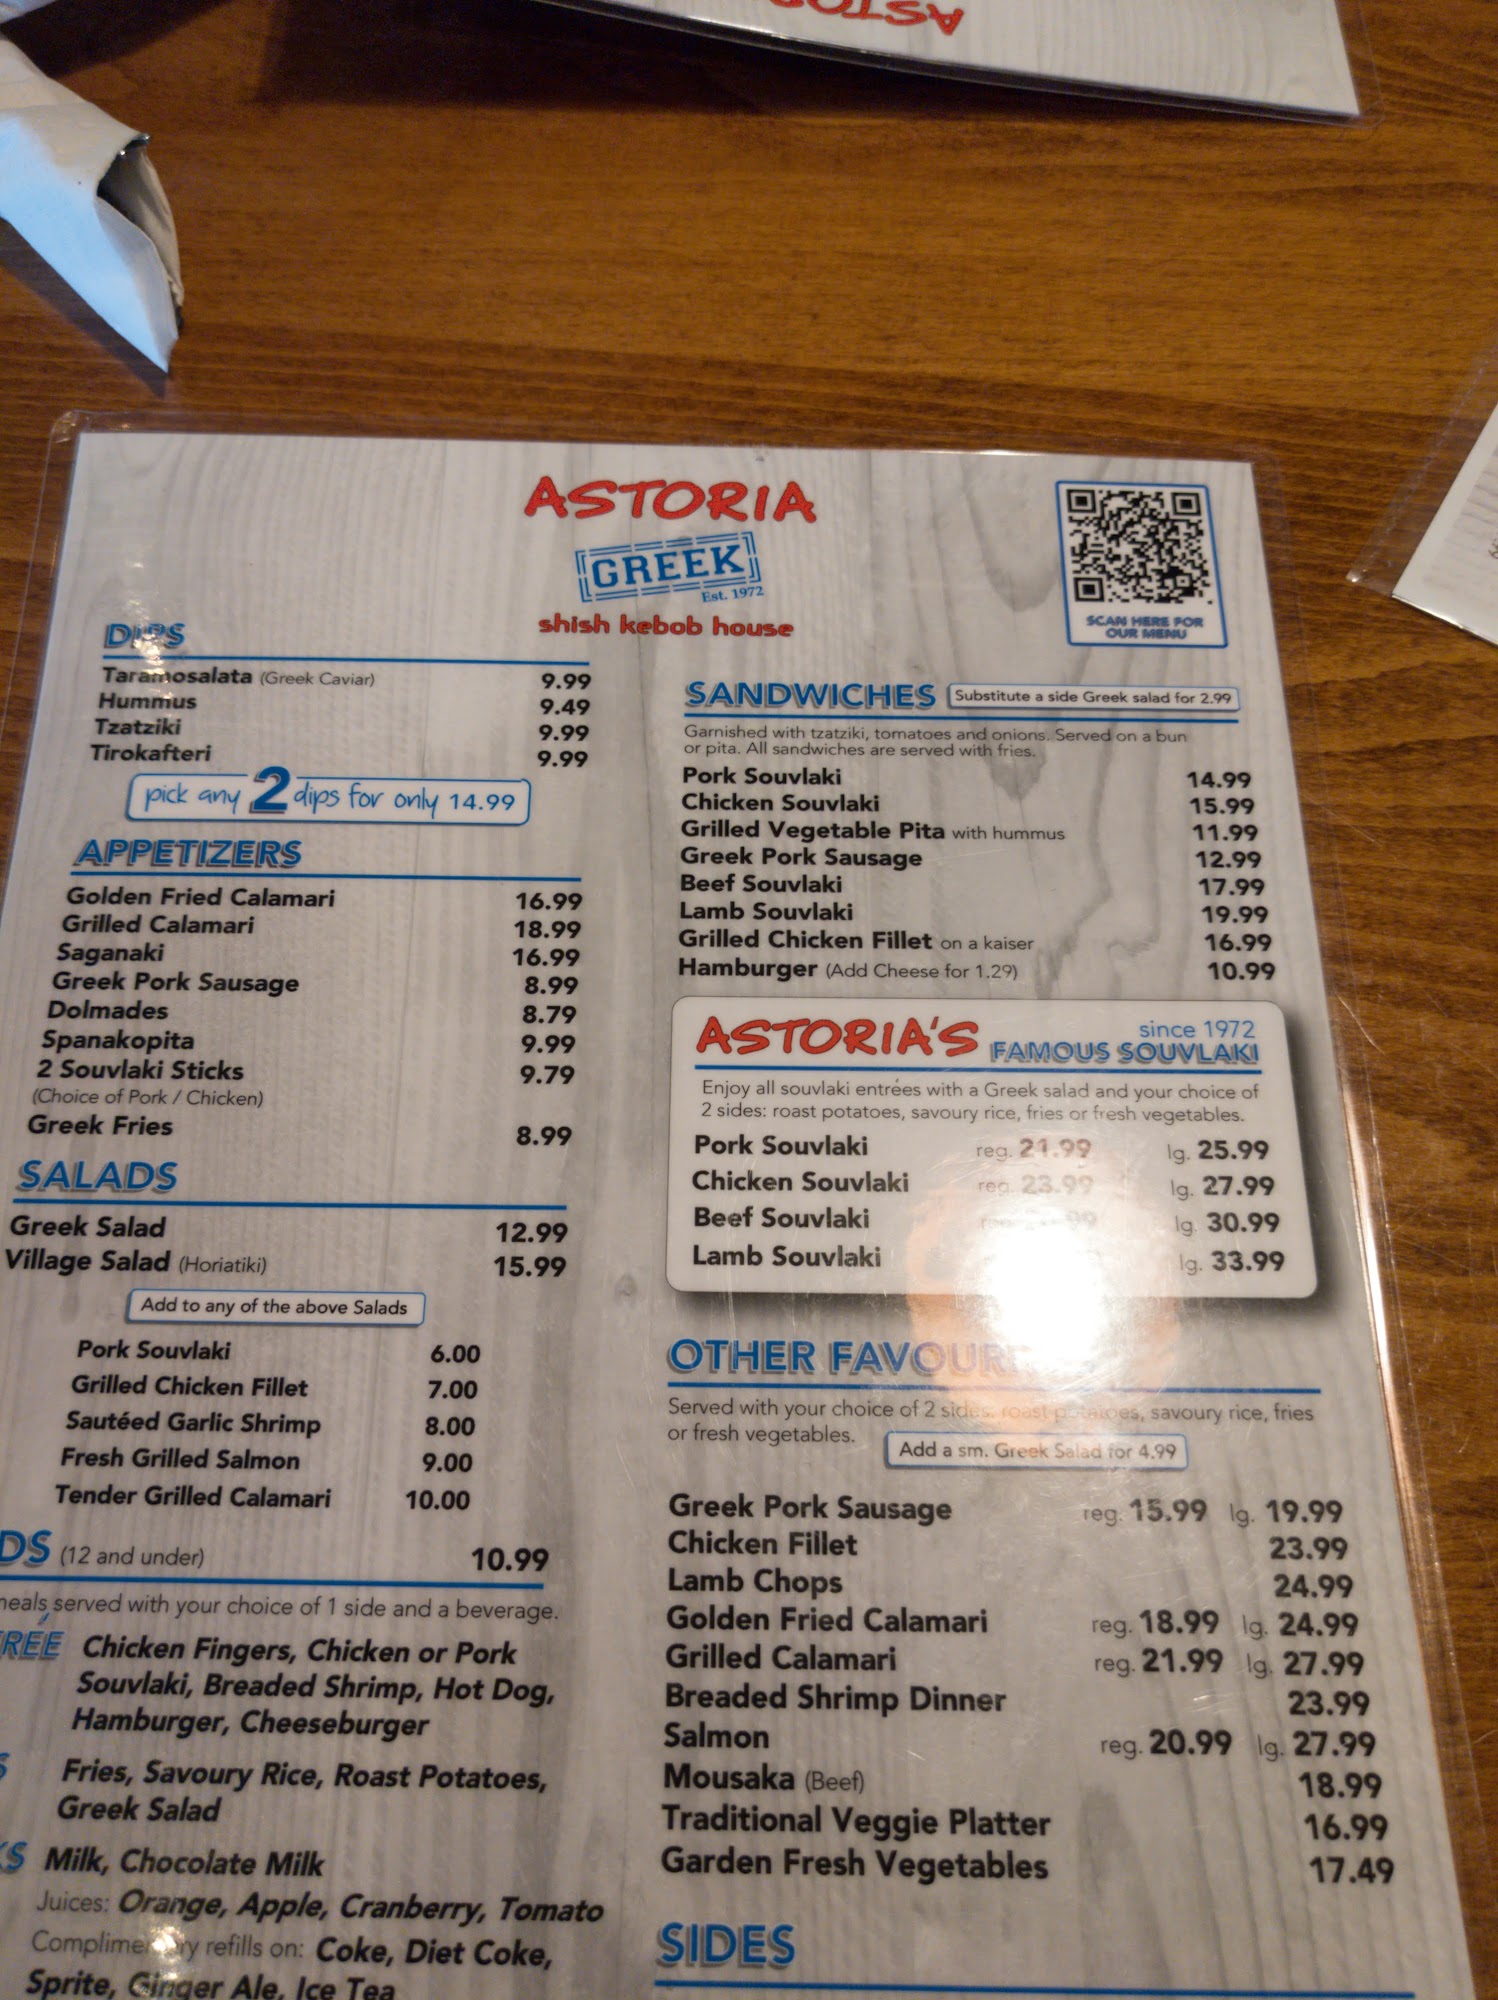 ASTORIA
GREEK
Est. 1972
shish kebob house
SCAN HERE FOR
OUR MENU
DIPS
Taramosalata (Greek Caviar) 9.99
Hummus 9.49
Tzatziki 9.99
Tirokafteri 9.99
pick any 2 dips for only 14.99
APPETIZERS
Golden Fried Calamari 16.99
Grilled Calamari 18.99
Saganaki 16.99
Greek Pork Sausage 8.99
Dolmades 8.79
Spanakopita 9.99
2 Souvlaki Sticks 9.79
(Choice of Pork / Chicken)
Greek Fries 8.99
SALADS
Greek Salad 12.99
Village Salad (Horiatiki) 15.99
Add to any of the above Salads
Pork Souvlaki 6.00
Grilled Chicken Fillet 7.00
Sautéed Garlic Shrimp 8.00
Fresh Grilled Salmon 9.00
Tender Grilled Calamari 10.00
DS (12 and under) 10.99
served with your choice of 1 side and a beverage.
REE Chicken Fingers, Chicken or Pork
Souvlaki, Breaded Shrimp, Hot Dog,
Hamburger, Cheeseburger
S Fries, Savoury Rice, Roast Potatoes,
Greek Salad
KS Milk, Chocolate Milk
Juices: Orange, Apple, Cranberry, Tomato
Complimentary refills on: Coke, Diet Coke,
Sprite, Ginger Ale, Ice Tea
SANDWICHES Substitute a side Greek salad for 2.99
Garnished with tzatziki, tomatoes and onions. Served on a bun
or pita. All sandwiches are served with fries.
Pork Souvlaki 14.99
Chicken Souvlaki 15.99
Grilled Vegetable Pita with hummus 11.99
Greek Pork Sausage 12.99
Beef Souvlaki 17.99
Lamb Souvlaki 19.99
Grilled Chicken Fillet on a kaiser 16.99
Hamburger (Add Cheese for 1.29) 10.99
ASTORIA'S since 1972
FAMOUS SOUVLAKI
Enjoy all souvlaki entrées with a Greek salad and your choice of
2 sides: roast potatoes, savoury rice, fries or fresh vegetables.
Pork Souvlaki reg. 21.99 lg. 25.99
Chicken Souvlaki reg. 23.99 lg. 27.99
Beef Souvlaki lg. 30.99
Lamb Souvlaki lg. 33.99
OTHER FAVOUR
Served with your choice of 2 sides: roast potatoes, savoury rice, fries
or fresh vegetables.
Add a sm. Greek Salad for 4.99
Greek Pork Sausage reg. 15.99 lg. 19.99
Chicken Fillet 23.99
Lamb Chops 24.99
Golden Fried Calamari reg. 18.99 lg. 24.99
Grilled Calamari reg. 21.99 lg. 27.99
Breaded Shrimp Dinner 23.99
Salmon reg. 20.99 lg. 27.99
Mousaka (Beef) 18.99
Traditional Veggie Platter 16.99
Garden Fresh Vegetables 17.49
SIDES